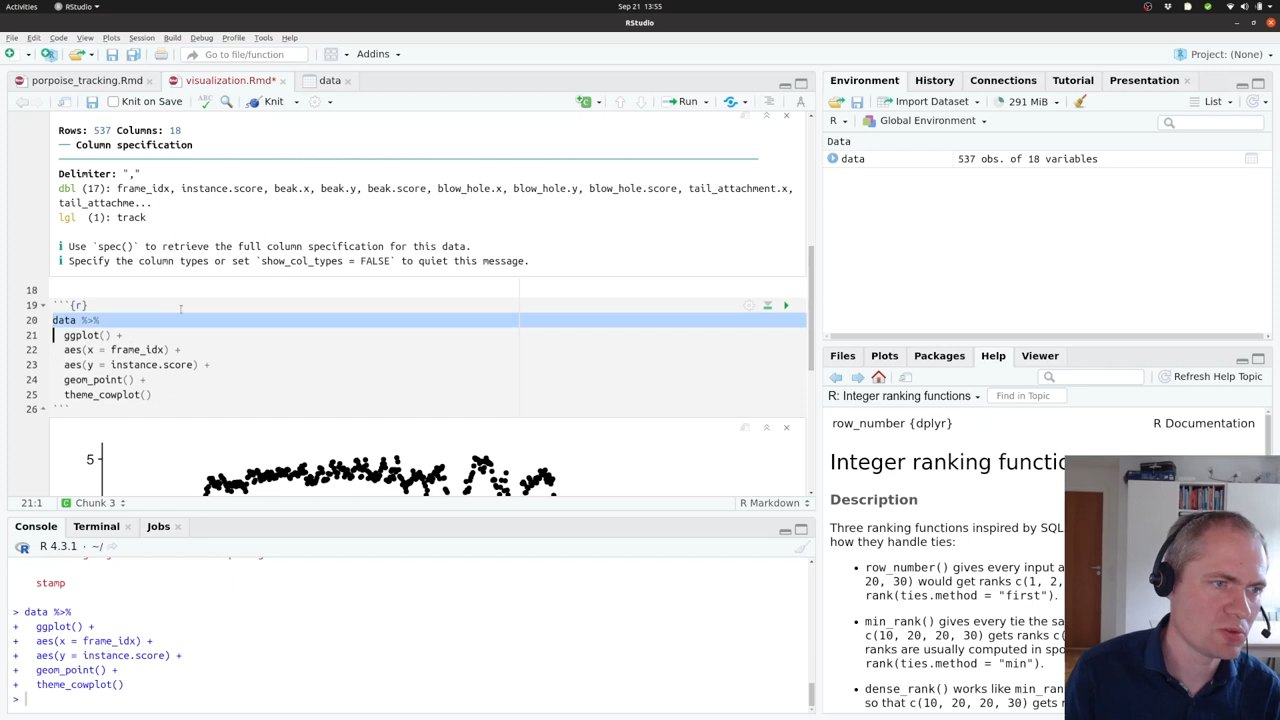 Activities RStudio Sep 21 13:55
RStudio
File Edit Code View Plots Session Build Debug Profile Tools Help
Go to file/function Addins Project: (None)
porpoise_tracking.Rmd visualization.Rmd* data
Knit on Save Knit Run
Rows: 537 Columns: 18
Column specification
Delimiter: ","
dbl (17): frame_idx, instance.score, beak.x, beak.y, beak.score, blow_hole.x, blow_hole.y, blow_hole.score, tail_attachment.x,
tail_attachme...
lgl (1): track
ℹ Use `spec()` to retrieve the full column specification for this data.
ℹ Specify the column types or set `show_col_types = FALSE` to quiet this message.
18
19 ```{r}
20 data %>%
21 ggplot() +
22 aes(x = frame_idx) +
23 aes(y = instance.score) +
24 geom_point() +
25 theme_cowplot()
26 ```
5
21:1 Chunk 3 R Markdown
Console Terminal Jobs
R 4.3.1 · ~/
stamp
> data %>%
+ ggplot() +
+ aes(x = frame_idx) +
+ aes(y = instance.score) +
+ geom_point() +
+ theme_cowplot()
>
Environment History Connections Tutorial Presentation
Import Dataset 291 MiB List
R Global Environment
Data
data 537 obs. of 18 variables
Files Plots Packages Help Viewer
Refresh Help Topic
R: Integer ranking functions Find in Topic
row_number {dplyr} R Documentation
Integer ranking functio
Description
Three ranking functions inspired by SQL
how they handle ties:
• row_number() gives every input a
20, 30) would get ranks c(1, 2,
rank(ties.method = "first").
• min_rank() gives every tie the sa
c(10, 20, 20, 30) gets ranks c(
ranks are usually computed in spo
rank(ties.method = "min").
• dense_rank() works like min_ran
so that c(10, 20, 20, 30) gets r